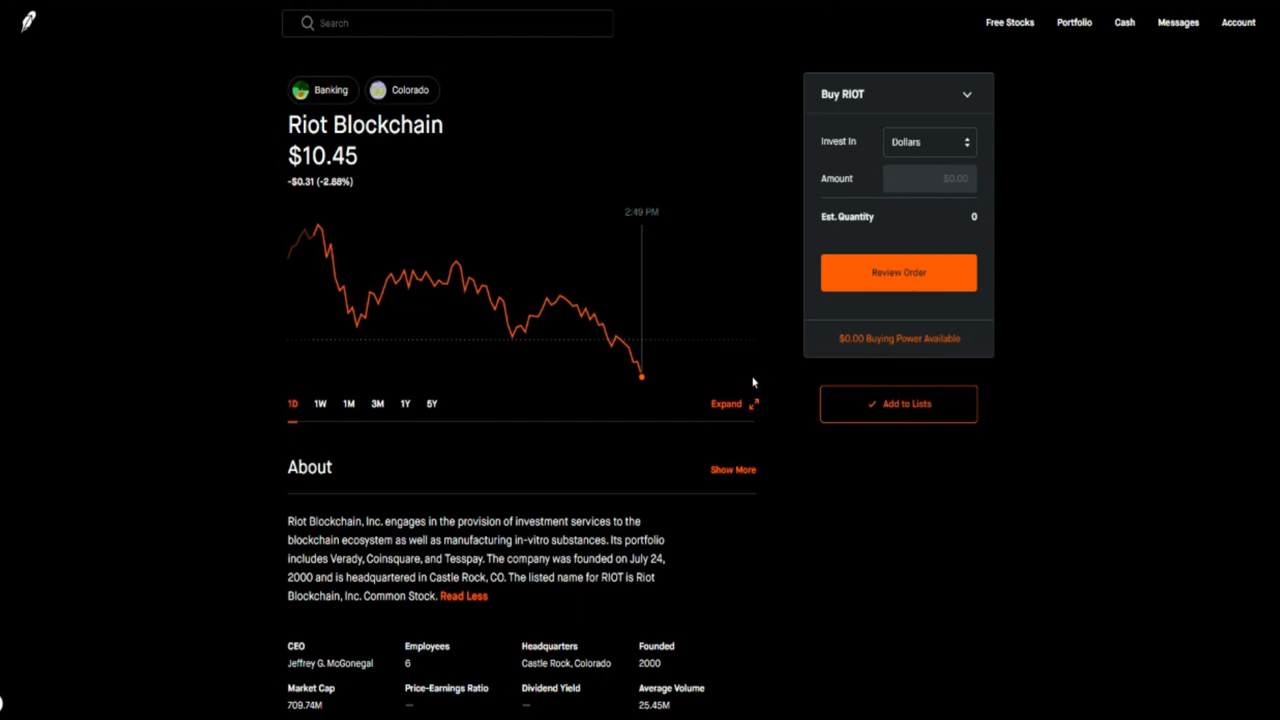 Search
Free Stocks
Portfolio
Cash
Messages
Account
Banking
Colorado
Riot Blockchain
$10.45
-$0.31 (-2.88%)
2:49 PM
1D
1W
1M
3M
1Y
5Y
Expand
Buy RIOT
Invest In
Dollars
Amount
$0.00
Est. Quantity
0
Review Order
$0.00 Buying Power Available
Add to Lists
About
Show More
Riot Blockchain, Inc. engages in the provision of investment services to the
blockchain ecosystem as well as manufacturing in-vitro substances. Its portfolio
includes Verady, Coinsquare, and Tesspay. The company was founded on July 24,
2000 and is headquartered in Castle Rock, CO. The listed name for RIOT is Riot
Blockchain, Inc. Common Stock. Read Less
CEO
Jeffrey G. McGonegal
Employees
6
Headquarters
Castle Rock, Colorado
Founded
2000
Market Cap
709.74M
Price-Earnings Ratio
—
Dividend Yield
—
Average Volume
25.45M